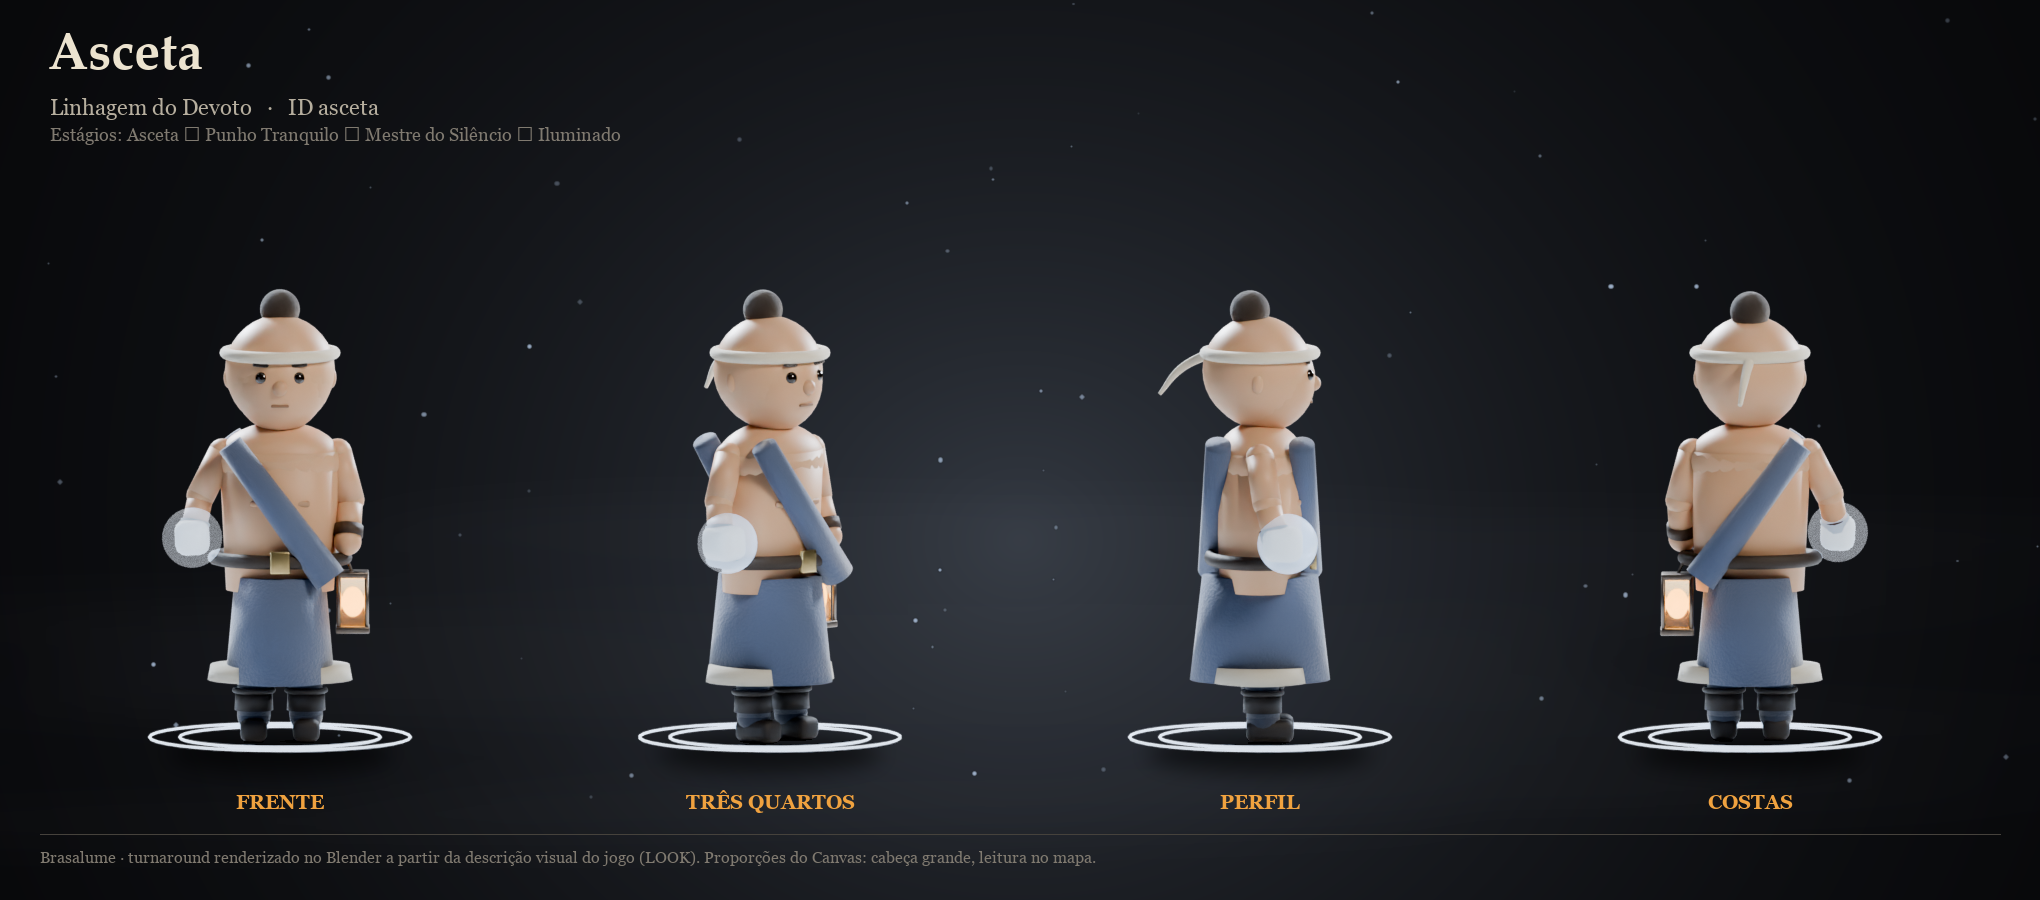 Asceta
Linhagem do Devoto · ID asceta
Estágios: Asceta ☐ Punho Tranquilo ☐ Mestre do Silêncio ☐ Iluminado
FRENTE
TRÊS QUARTOS
PERFIL
COSTAS
Brasalume · turnaround renderizado no Blender a partir da descrição visual do jogo (LOOK). Proporções do Canvas: cabeça grande, leitura no mapa.